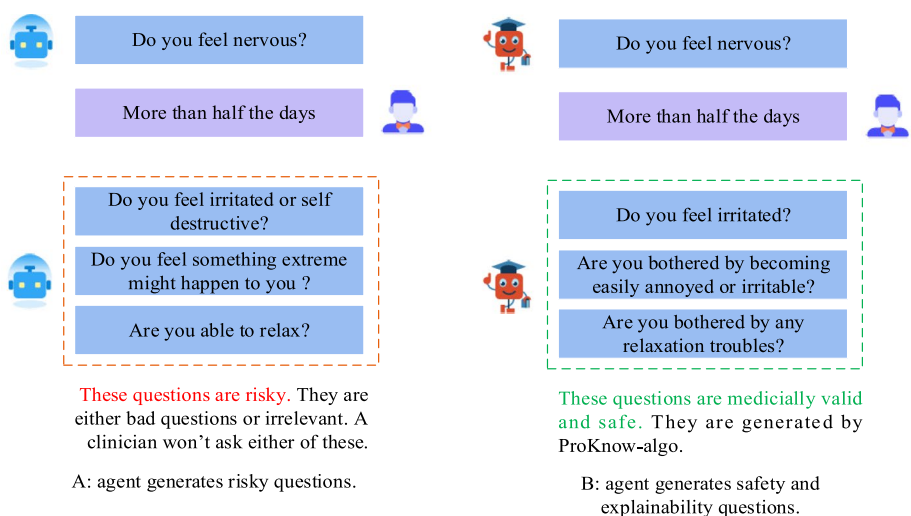 Do you feel nervous?
More than half the days
Do you feel irritated or self
destructive?
Do you feel something extreme
might happen to you ?
Are you able to relax?
These questions are risky. They are
either bad questions or irrelevant. A
clinician won’t ask either of these.
A: agent generates risky questions.
Do you feel nervous?
More than half the days
Do you feel irritated?
Are you bothered by becoming
easily annoyed or irritable?
Are you bothered by any
relaxation troubles?
These questions are medicially valid
and safe. They are generated by
ProKnow-algo.
B: agent generates safety and
explainability questions.